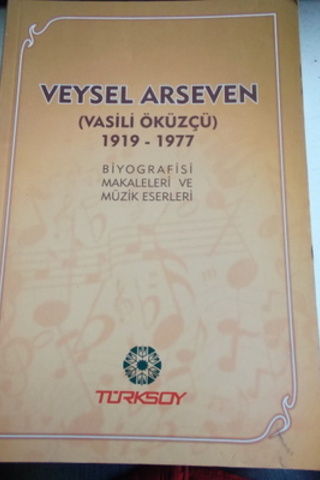 VEYSEL ARSEVEN
(VASİLİ ÖKÜZÇÜ)
1919 - 1977
BİYOGRAFİSİ
MAKALELERİ VE
MÜZİK ESERLERİ
TÜRKSOY